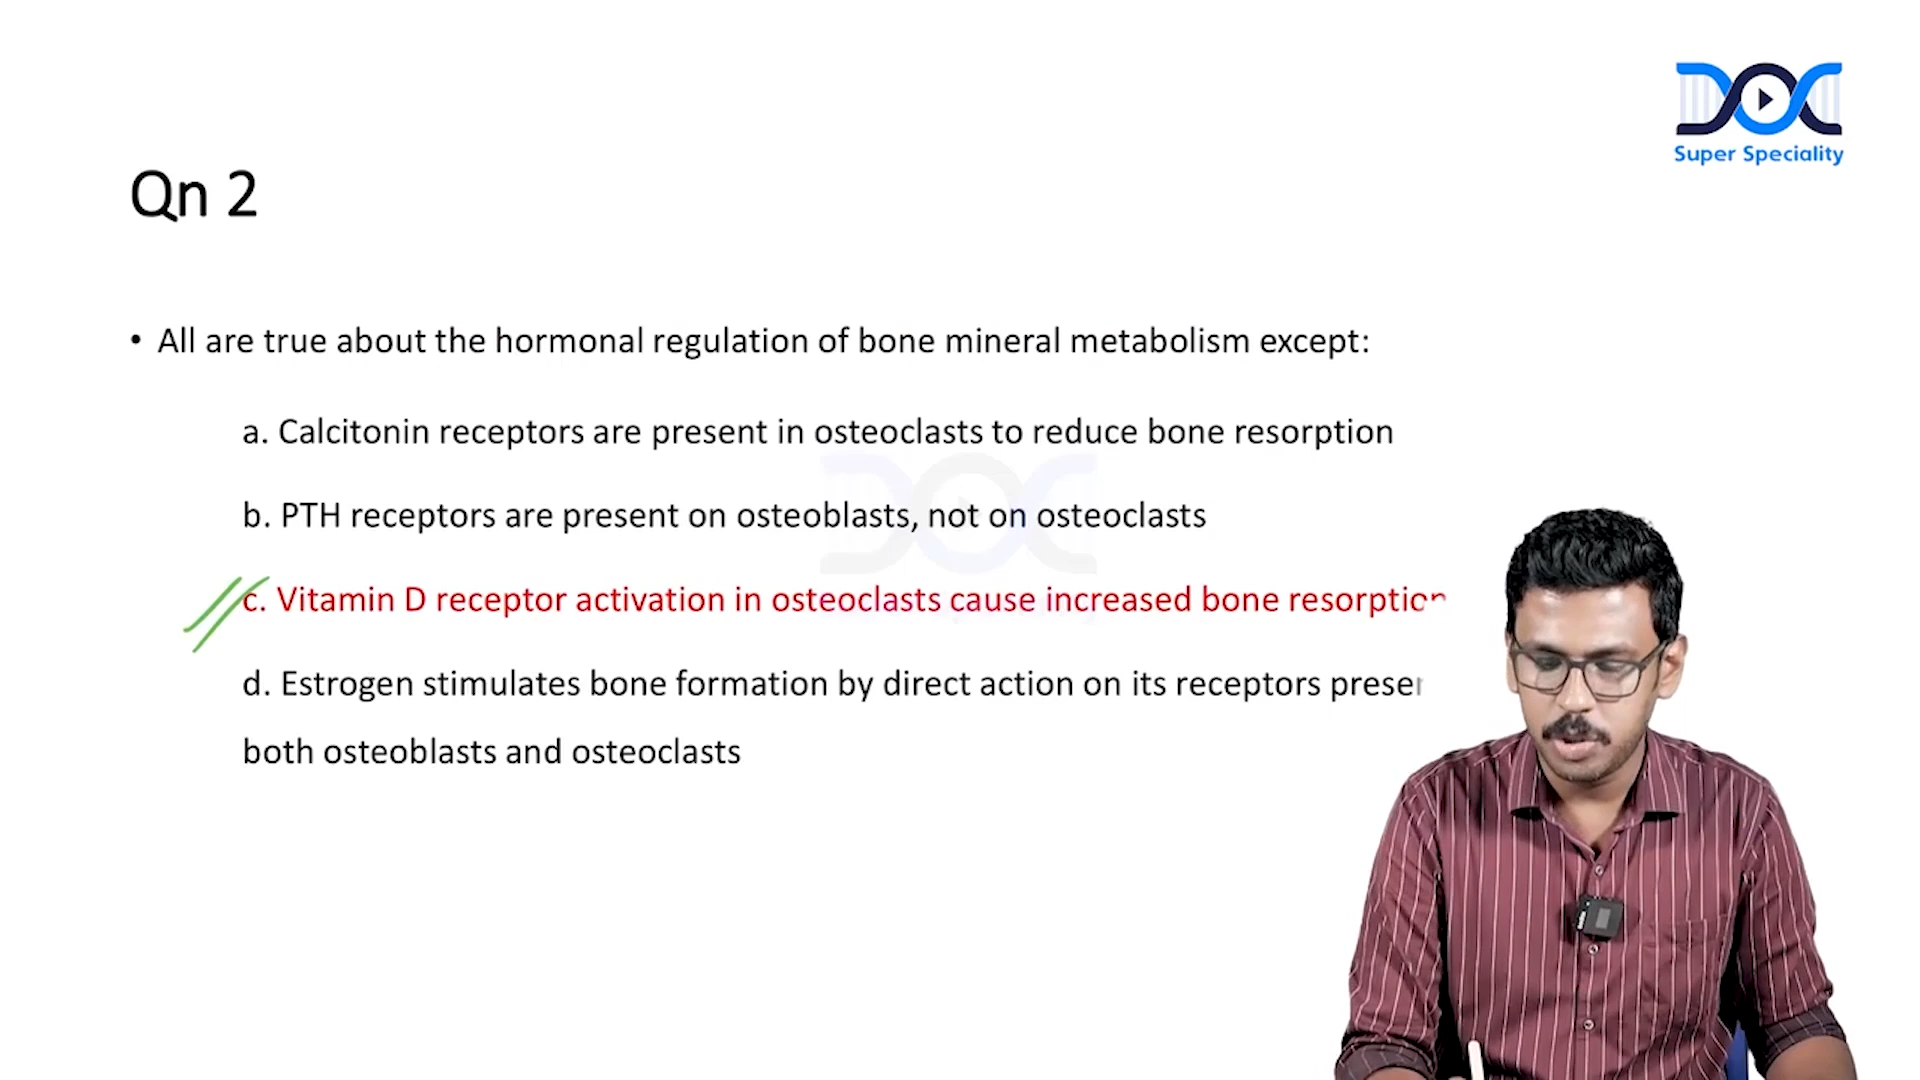 Super Speciality
Qn 2
• All are true about the hormonal regulation of bone mineral metabolism except:
a. Calcitonin receptors are present in osteoclasts to reduce bone resorption
b. PTH receptors are present on osteoblasts, not on osteoclasts
c. Vitamin D receptor activation in osteoclasts cause increased bone resorption
d. Estrogen stimulates bone formation by direct action on its receptors
both osteoblasts and osteoclasts